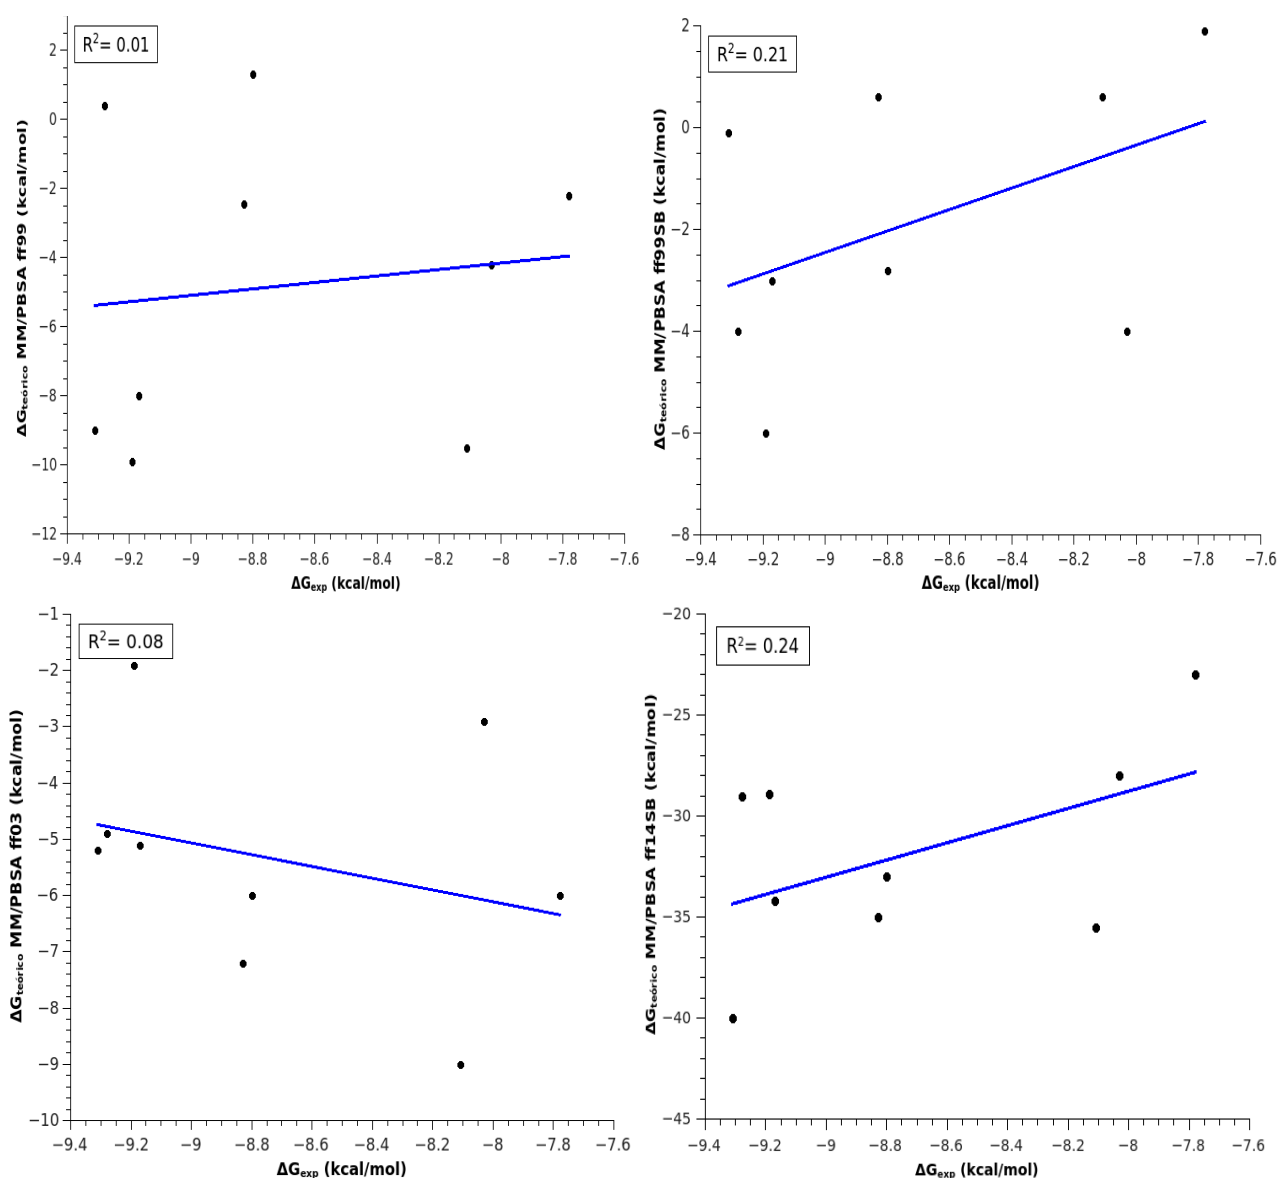 R²= 0.01
ΔGteórico MM/PBSA ff99 (kcal/mol)
2
0
−2
−4
−6
−8
−10
−12
−9.4 −9.2 −9 −8.8 −8.6 −8.4 −8.2 −8 −7.8 −7.6
ΔGexp (kcal/mol)
R²= 0.21
ΔGteórico MM/PBSA ff99SB (kcal/mol)
2
0
−2
−4
−6
−8
−9.4 −9.2 −9 −8.8 −8.6 −8.4 −8.2 −8 −7.8 −7.6
ΔGexp (kcal/mol)
R²= 0.08
ΔGteórico MM/PBSA ff03 (kcal/mol)
−1
−2
−3
−4
−5
−6
−7
−8
−9
−10
−9.4 −9.2 −9 −8.8 −8.6 −8.4 −8.2 −8 −7.8 −7.6
ΔGexp (kcal/mol)
R²= 0.24
ΔGteórico MM/PBSA ff14SB (kcal/mol)
−20
−25
−30
−35
−40
−45
−9.4 −9.2 −9 −8.8 −8.6 −8.4 −8.2 −8 −7.8 −7.6
ΔGexp (kcal/mol)